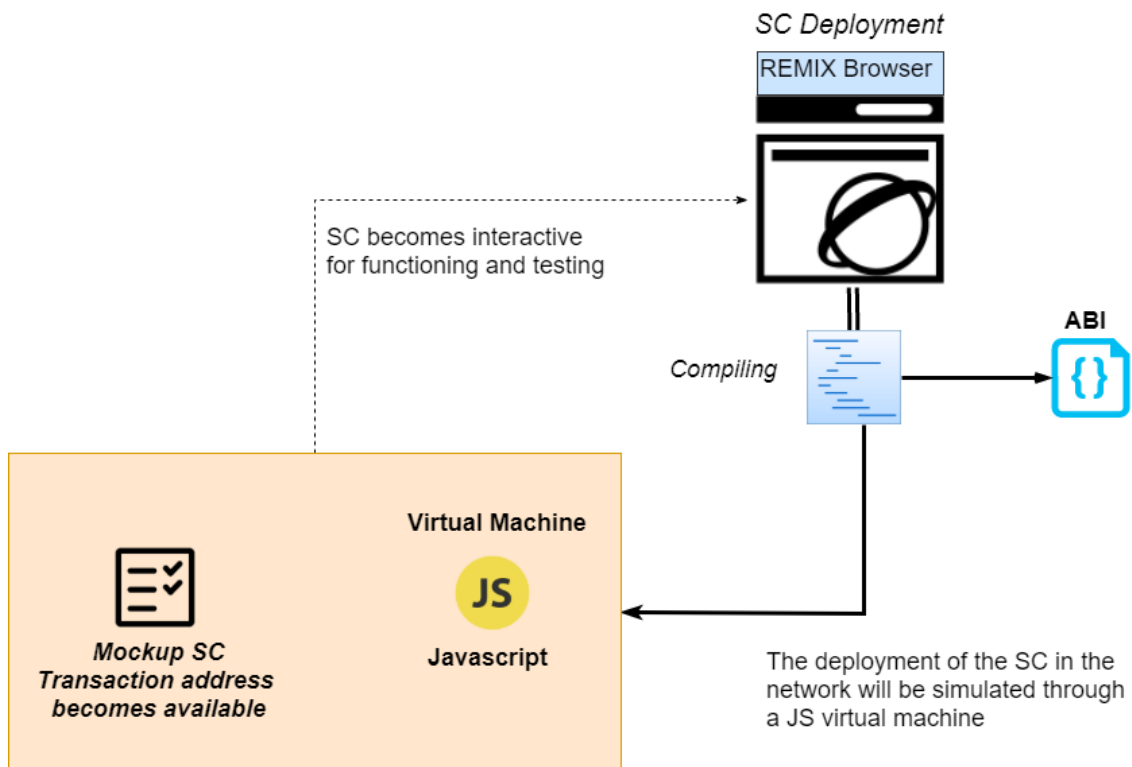 SC Deployment
REMIX Browser
SC becomes interactive
for functioning and testing
ABI
{}
Compiling
Virtual Machine
JS
Javascript
Mockup SC
Transaction address
becomes available
The deployment of the SC in the
network will be simulated through
a JS virtual machine